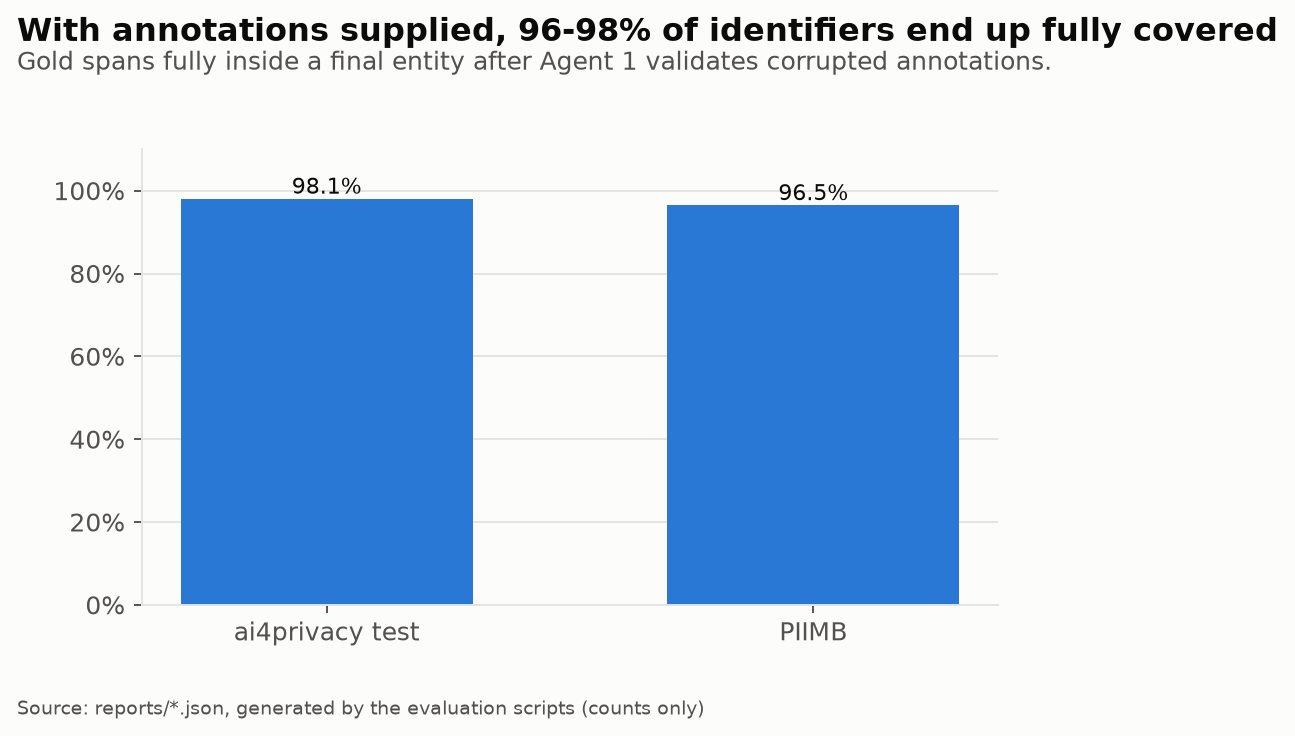 With annotations supplied, 96-98% of identifiers end up fully covered
Gold spans fully inside a final entity after Agent 1 validates corrupted annotations.
98.1%
96.5%
100%
80%
60%
40%
20%
0%
ai4privacy test
PIIMB
Source: reports/*.json, generated by the evaluation scripts (counts only)